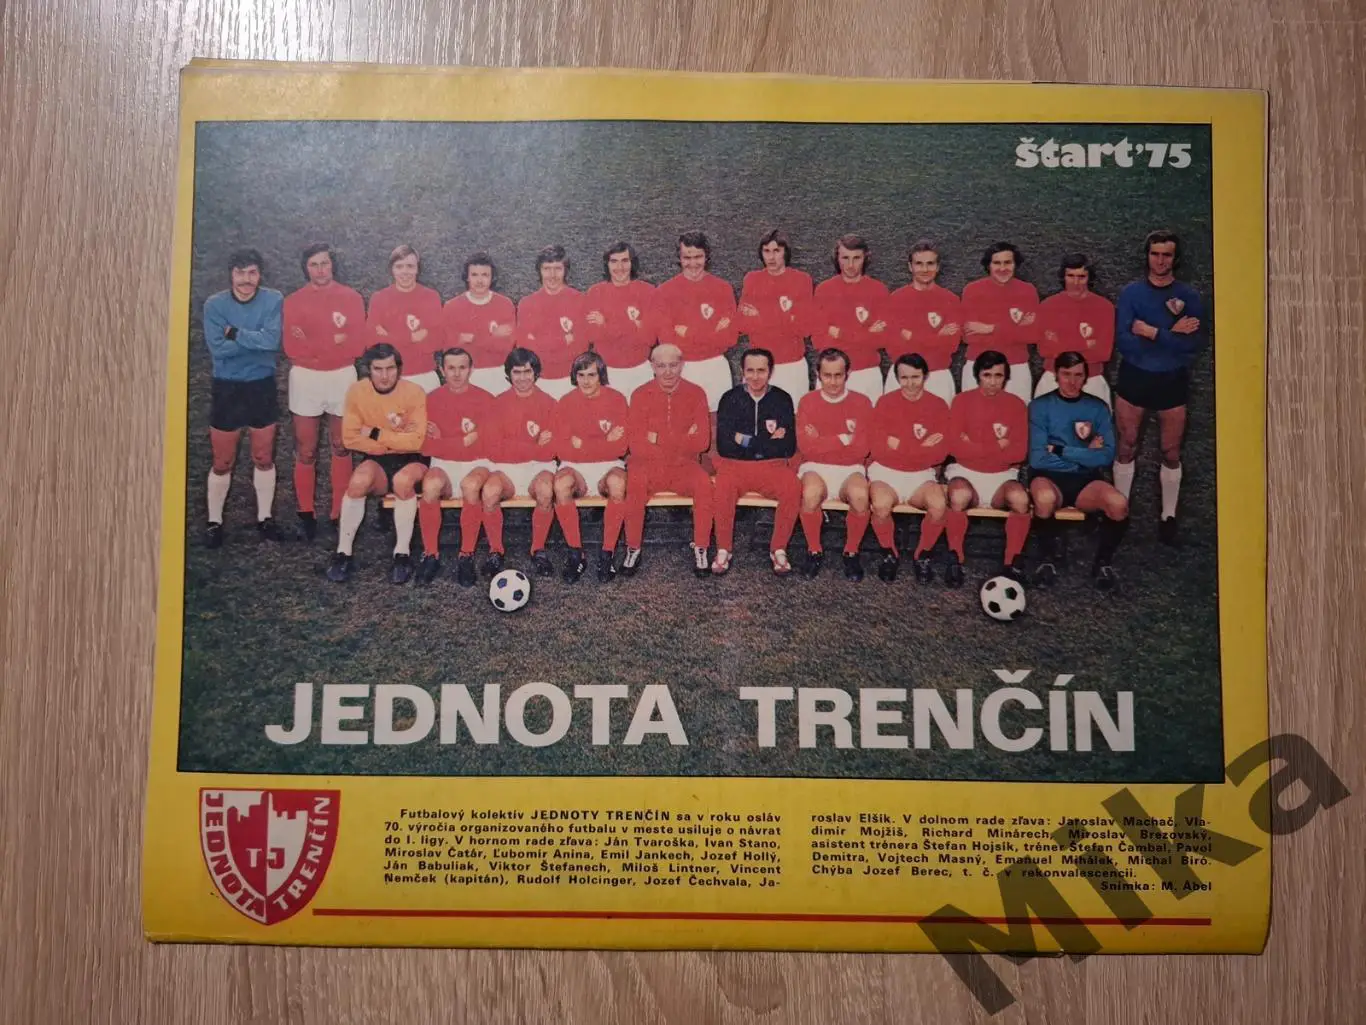 štart'75
JEDNOTA TRENČÍN
JEDNOTA TJ TRENČÍN
Futbalový kolektív JEDNOTY TRENČÍN sa v roku osláv
70. výročia organizovaného futbalu v meste usiluje o návrat
do I. ligy. V hornom rade zľava: Ján Tvaroška, Ivan Stano,
Miroslav Čatár, Ľubomír Anina, Emil Jankech, Jozef Hollý,
Ján Babuliak, Viktor Štefanech, Miloš Lintner, Vincent
Nemček (kapitán), Rudolf Holcinger, Jozef Čechvala, Ja-
roslav Elšík. V dolnom rade zľava: Jaroslav Machač, Vla-
dimír Mojžiš, Richard Minárech, Miroslav Brezovský,
asistent trénera Štefan Hojsík, tréner Štefan Čambal, Pavol
Demitra, Vojtech Masný, Emanuel Mihálek, Michal Biró.
Chýba Jozef Berec, t. č. v rekonvalescencii.
Snímka: M. Ábel
Mika